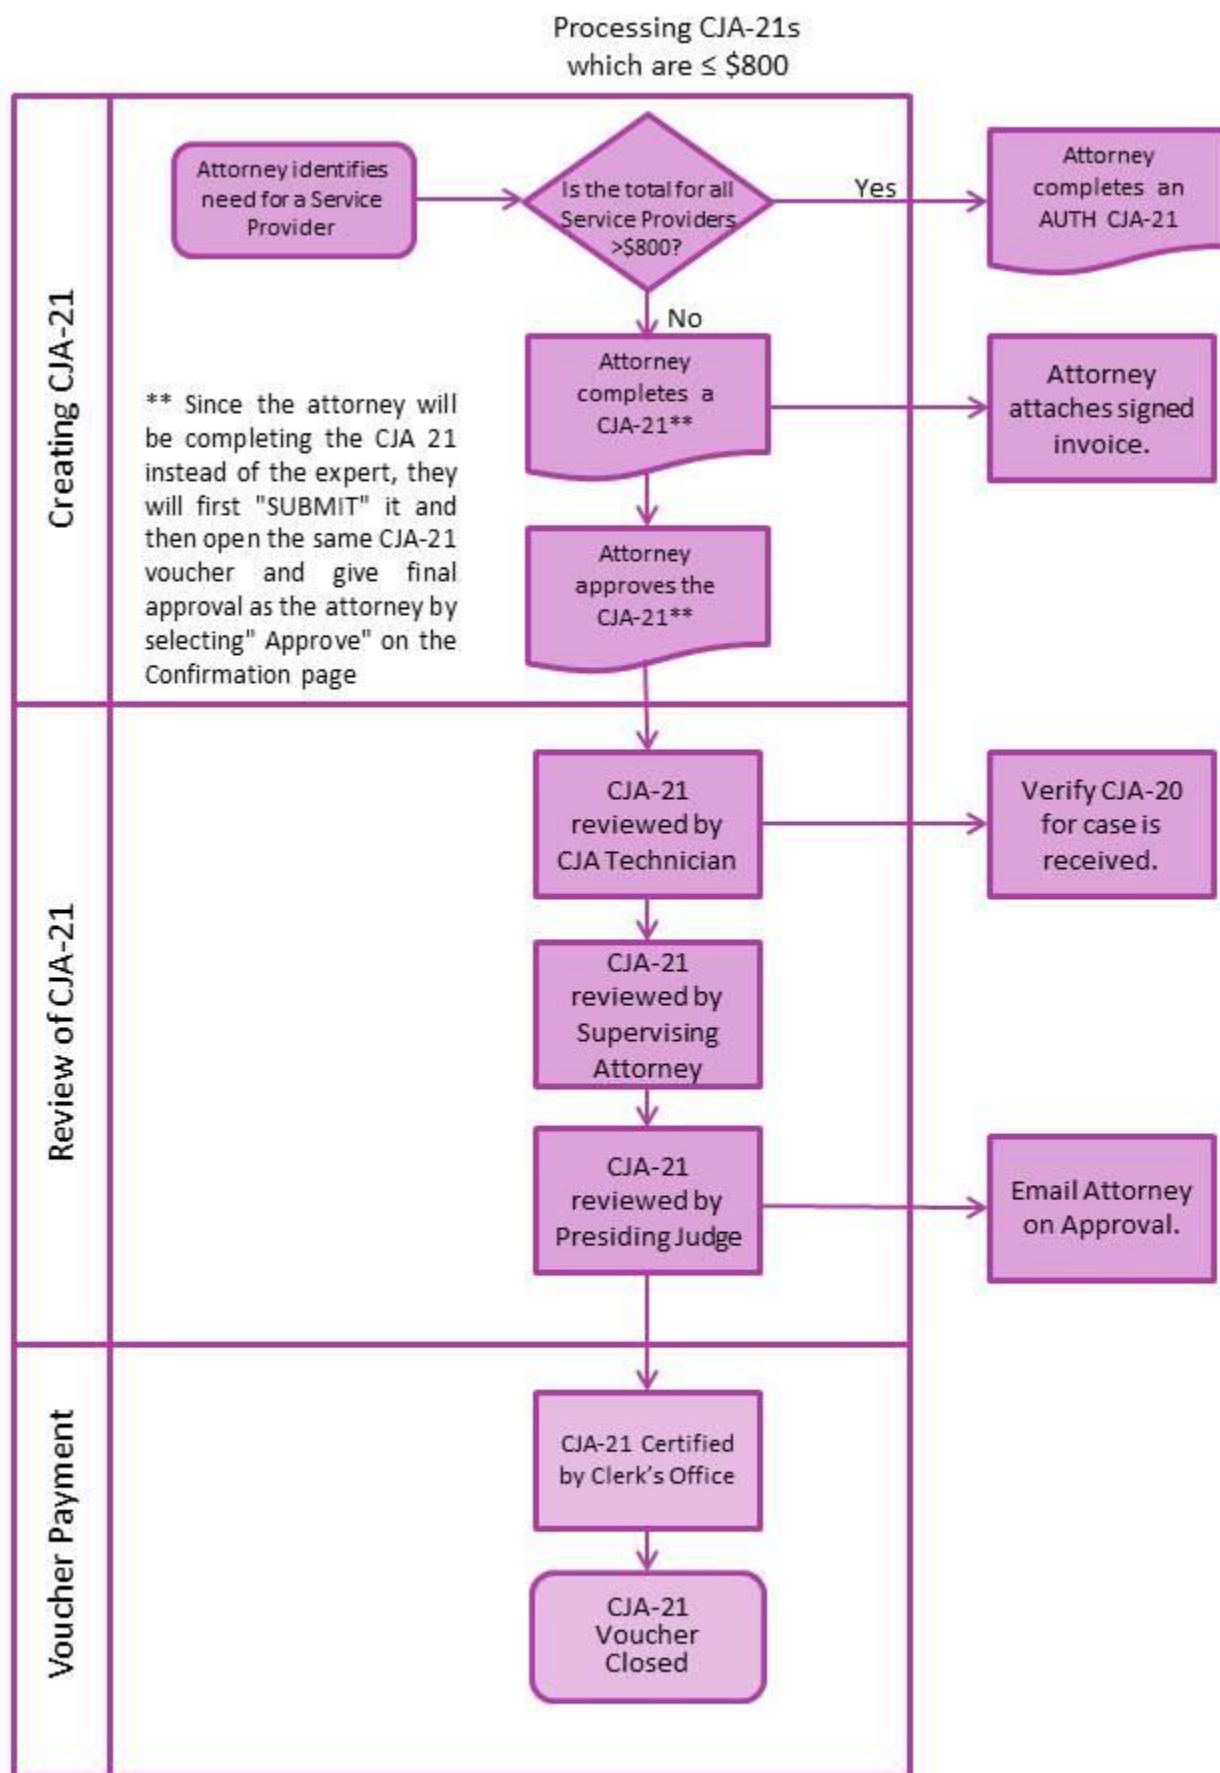 Processing CJA-21s
which are ≤ $800
Creating CJA-21
Attorney identifies
need for a Service
Provider
Is the total for all
Service Providers
>$800?
Yes
Attorney
completes an
AUTH CJA-21
No
Attorney
completes a
CJA-21**
Attorney
attaches signed
invoice.
** Since the attorney will
be completing the CJA 21
instead of the expert, they
will first "SUBMIT" it and
then open the same CJA-21
voucher and give final
approval as the attorney by
selecting" Approve" on the
Confirmation page
Attorney
approves the
CJA-21**
Review of CJA-21
CJA-21
reviewed by
CJA Technician
Verify CJA-20
for case is
received.
CJA-21
reviewed by
Supervising
Attorney
CJA-21
reviewed by
Presiding Judge
Email Attorney
on Approval.
Voucher Payment
CJA-21 Certified
by Clerk’s Office
CJA-21
Voucher
Closed